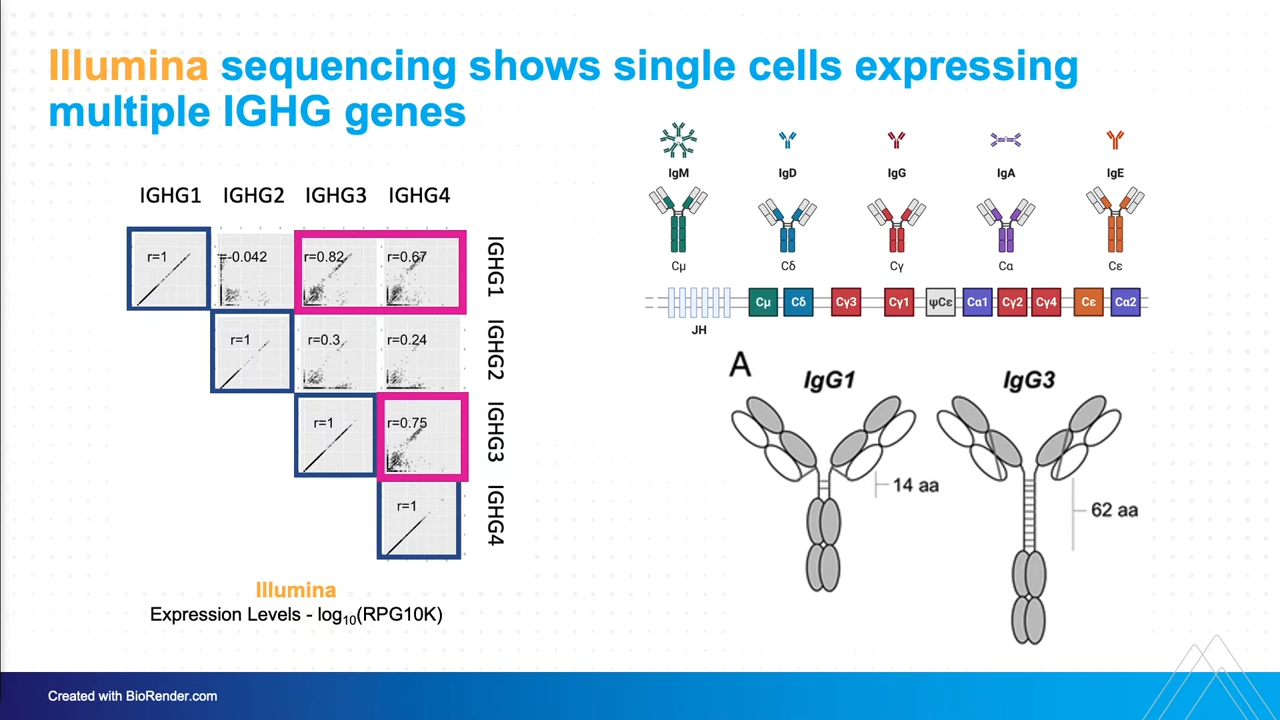 Illumina sequencing shows single cells expressing
multiple IGHG genes
IGHG1 IGHG2 IGHG3 IGHG4
r=1 r=-0.042 r=0.82 r=0.67 IGHG1
r=1 r=0.3 r=0.24 IGHG2
r=1 r=0.75 IGHG3
r=1 IGHG4
Illumina
Expression Levels - log10(RPG10K)
IgM IgD IgG IgA IgE
Cμ Cδ Cγ Cα Cε
Cμ Cδ Cγ3 Cγ1 ψCε Cα1 Cγ2 Cγ4 Cε Cα2
JH
A
IgG1 IgG3
14 aa
62 aa
Created with BioRender.com